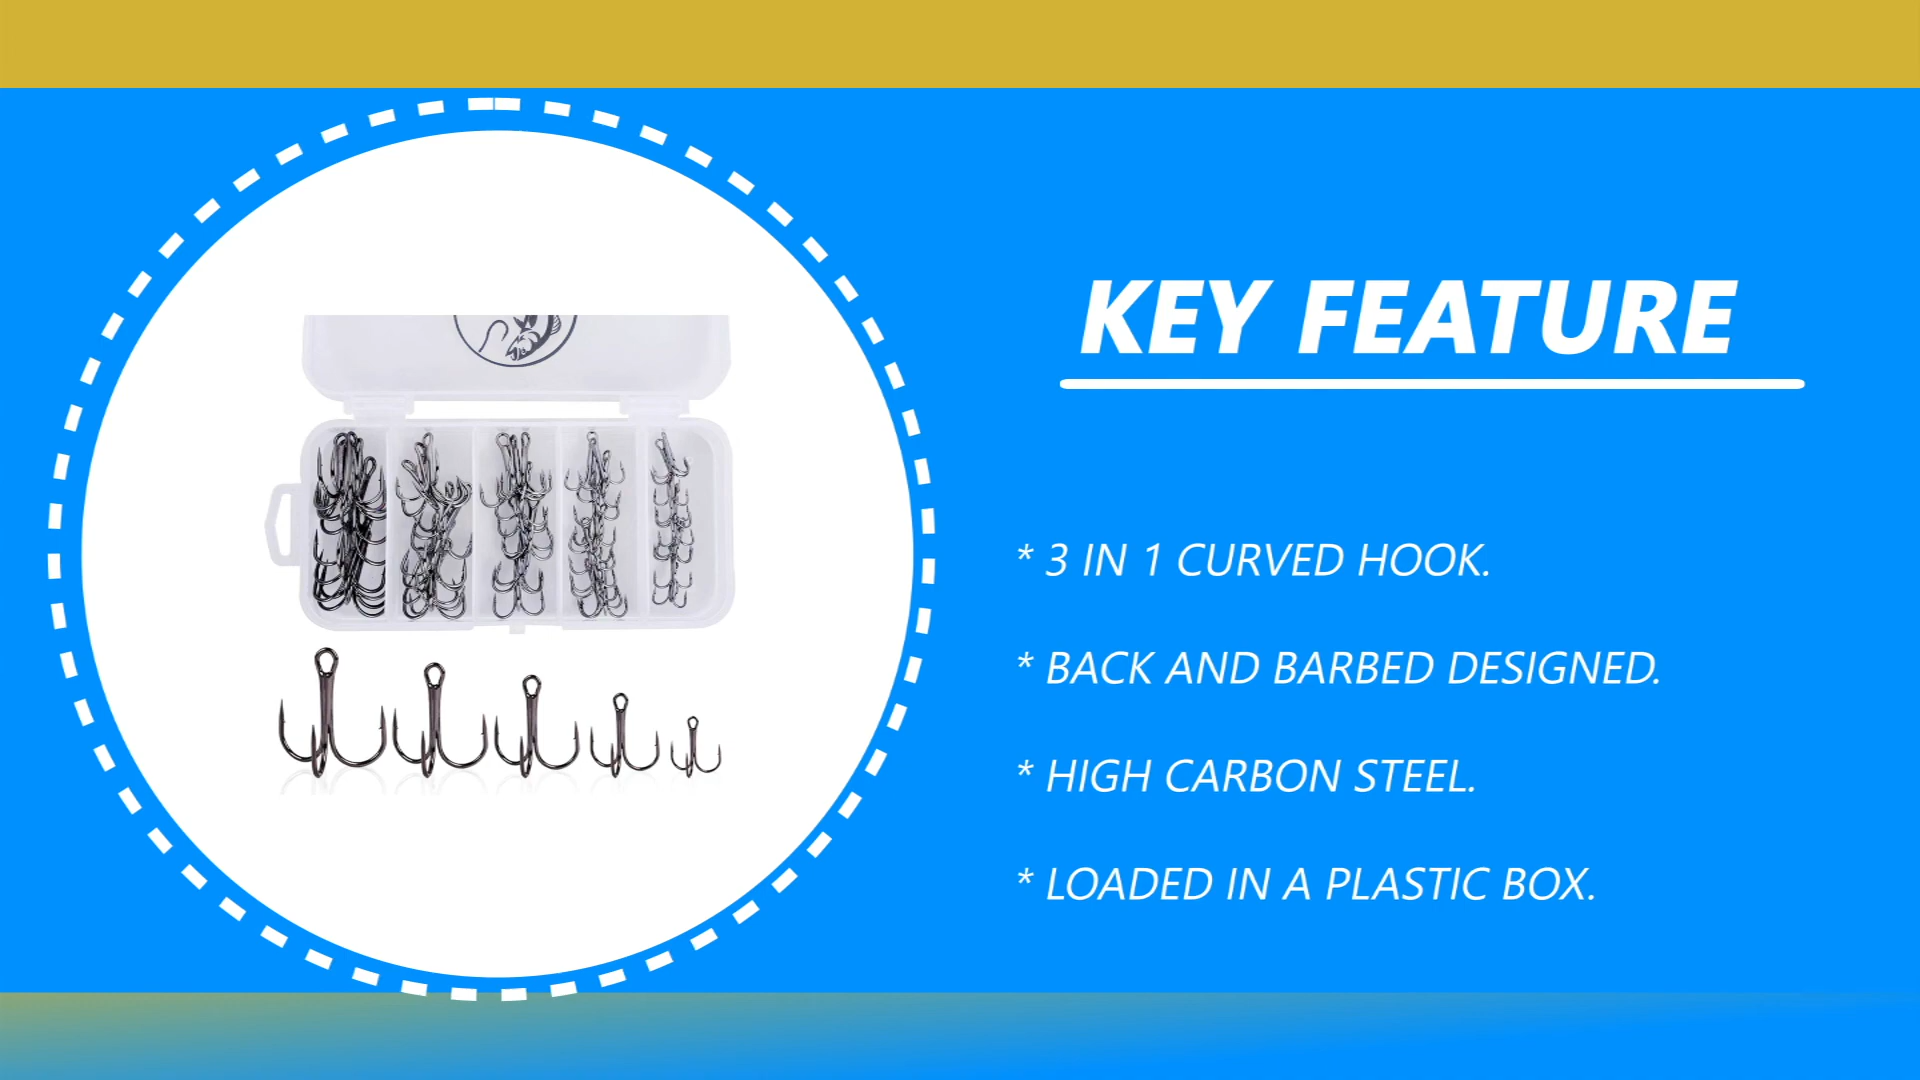 KEY FEATURE
* 3 IN 1 CURVED HOOK.
* BACK AND BARBED DESIGNED.
* HIGH CARBON STEEL.
* LOADED IN A PLASTIC BOX.